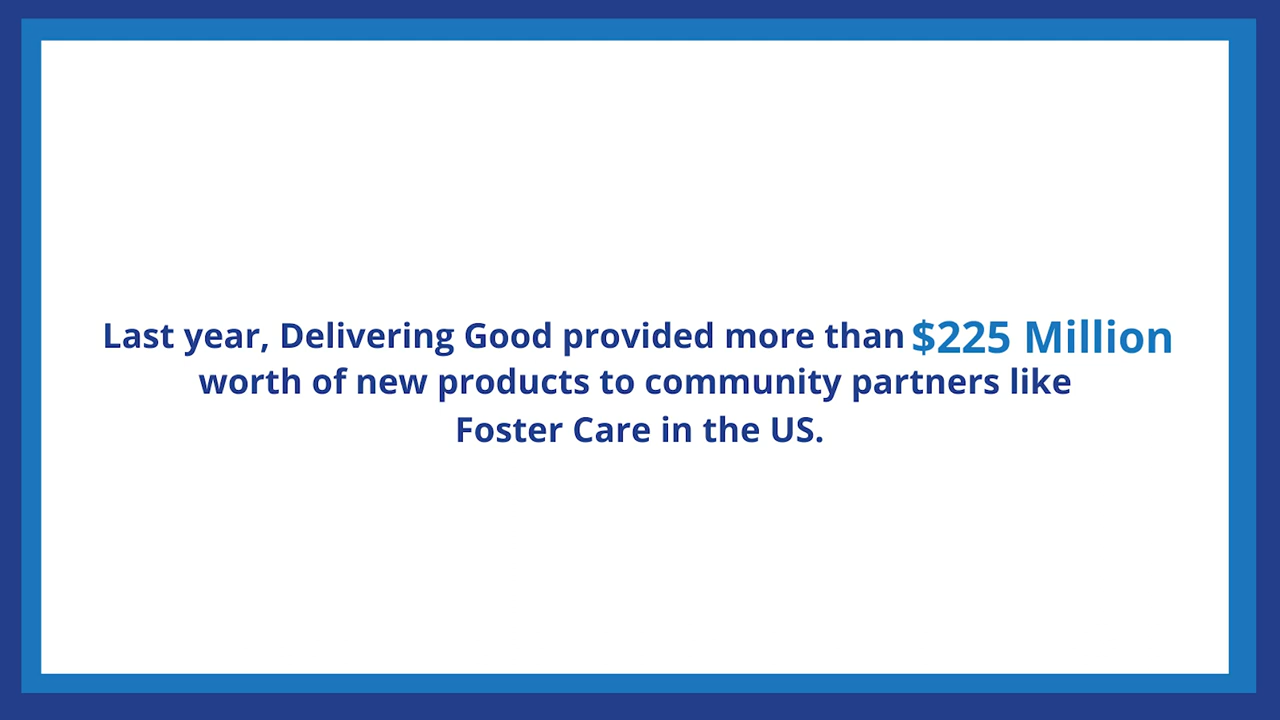 Last year, Delivering Good provided more than $225 Million
worth of new products to community partners like
Foster Care in the US.